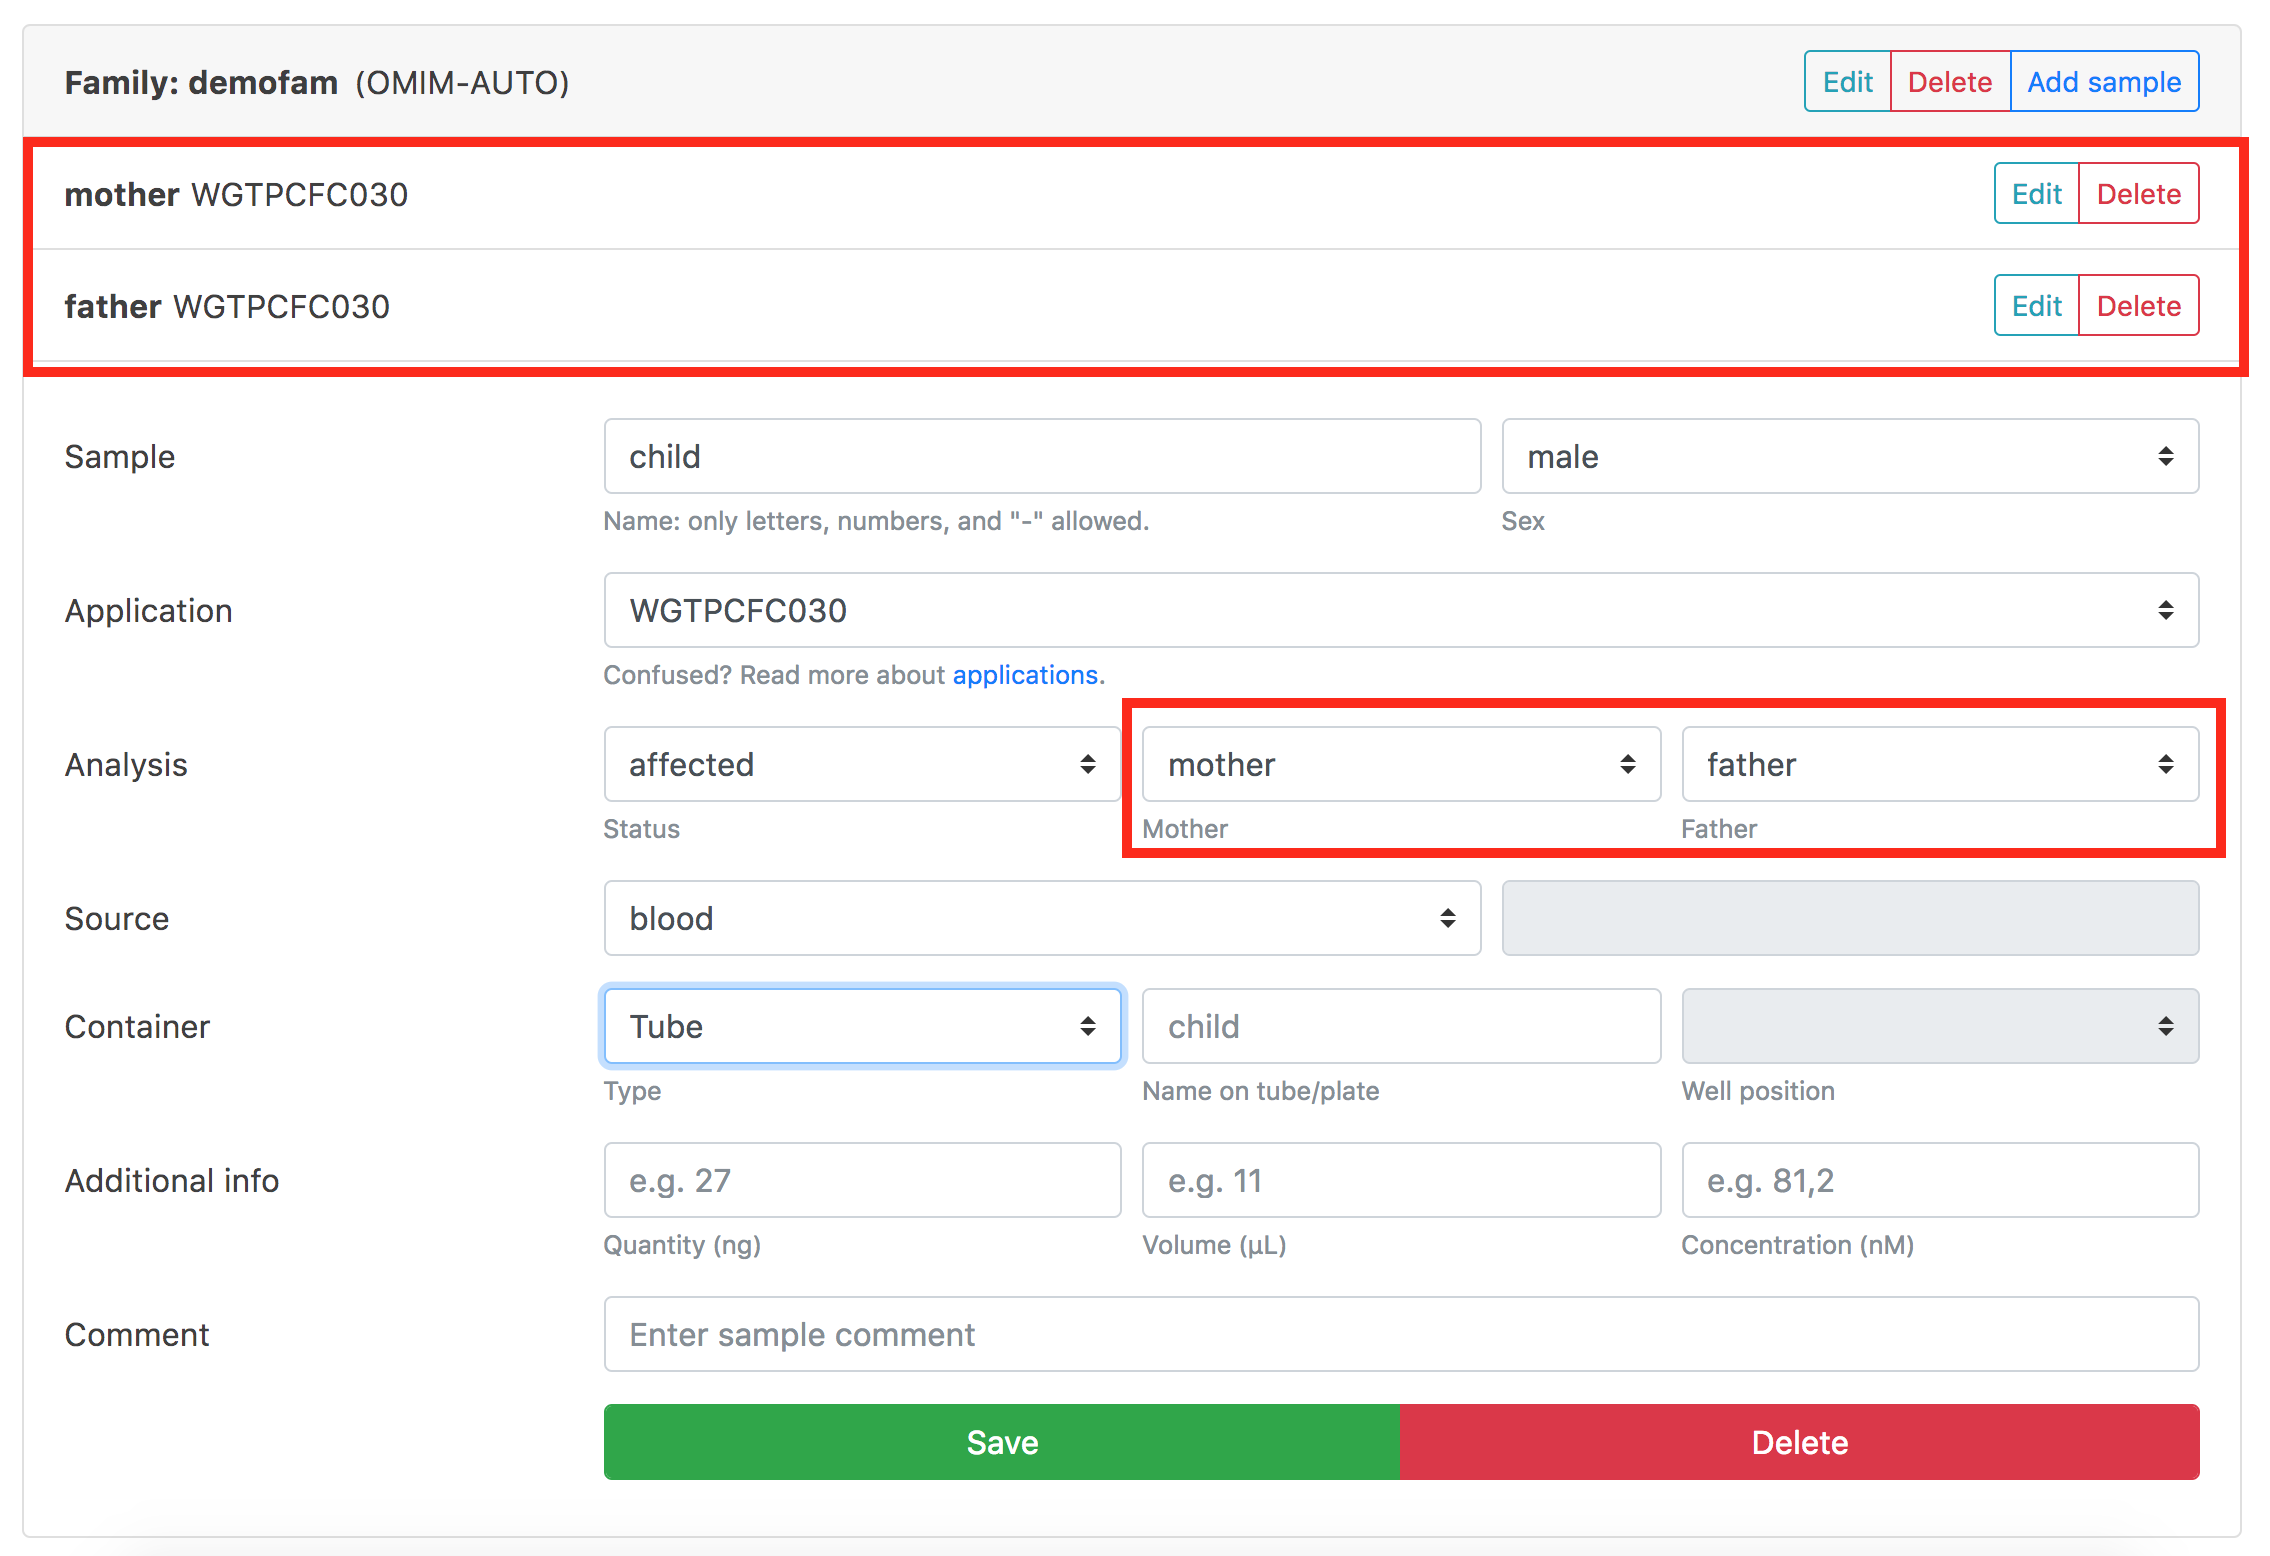 Family: demofam (OMIM-AUTO) Edit Delete Add sample
mother WGTPCFC030 Edit Delete
father WGTPCFC030 Edit Delete
Sample child male
Name: only letters, numbers, and "-" allowed. Sex
Application WGTPCFC030
Confused? Read more about applications.
Analysis affected mother father
Status Mother Father
Source blood
Container Tube child
Type Name on tube/plate Well position
Additional info e.g. 27 e.g. 11 e.g. 81,2
Quantity (ng) Volume (µL) Concentration (nM)
Comment Enter sample comment
Save Delete